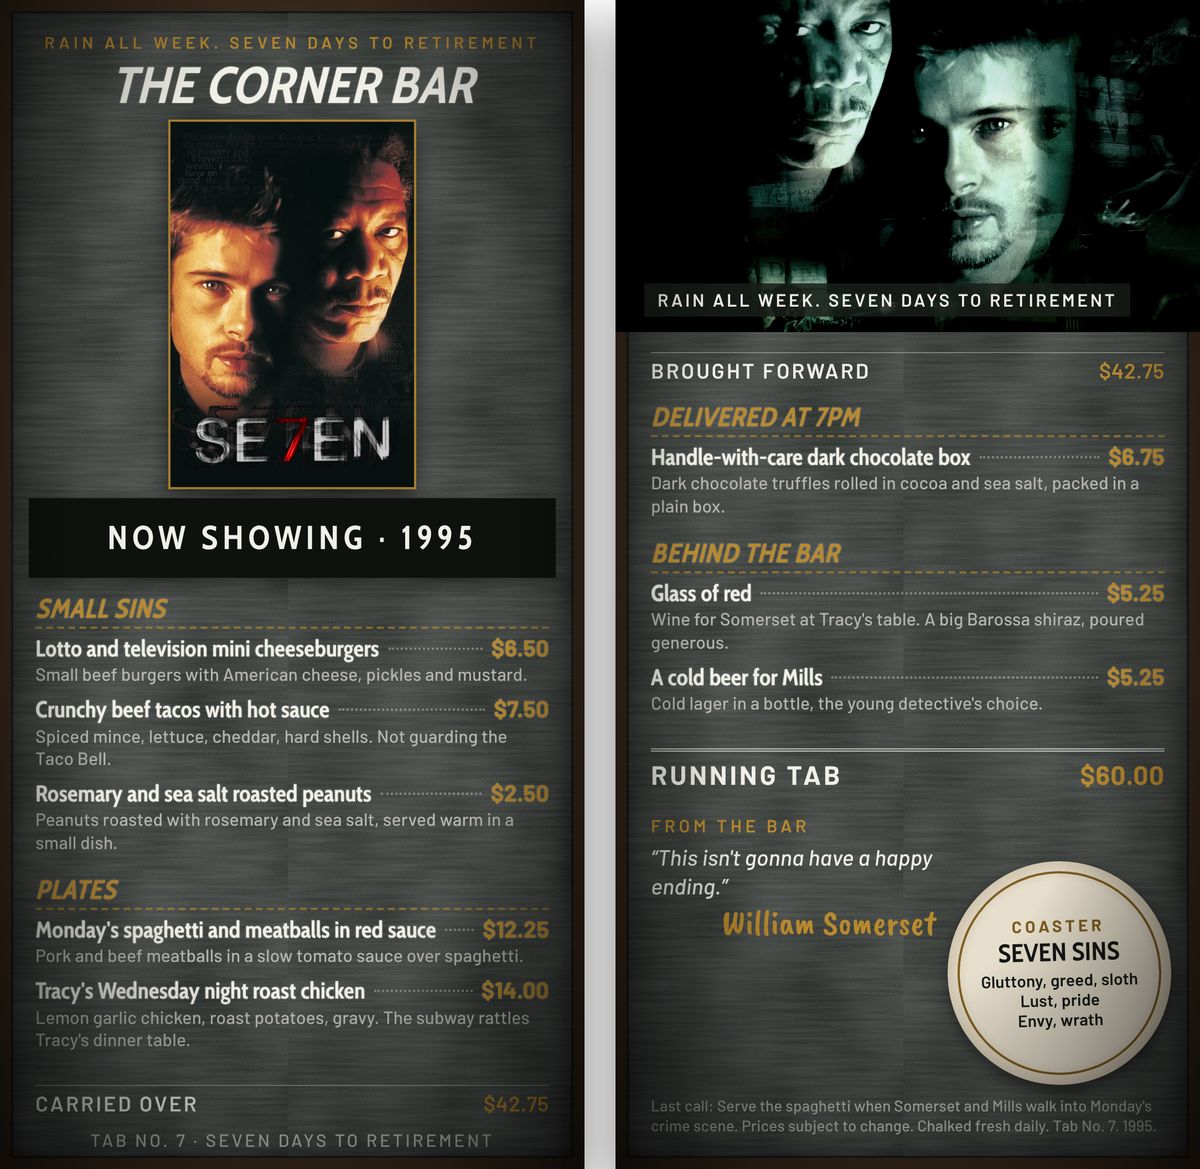 RAIN ALL WEEK. SEVEN DAYS TO RETIREMENT
THE CORNER BAR
SE7EN
NOW SHOWING · 1995
SMALL SINS
Lotto and television mini cheeseburgers $6.50
Small beef burgers with American cheese, pickles and mustard.
Crunchy beef tacos with hot sauce $7.50
Spiced mince, lettuce, cheddar, hard shells. Not guarding the
Taco Bell.
Rosemary and sea salt roasted peanuts $2.50
Peanuts roasted with rosemary and sea salt, served warm in a
small dish.
PLATES
Monday's spaghetti and meatballs in red sauce $12.25
Pork and beef meatballs in a slow tomato sauce over spaghetti.
Tracy's Wednesday night roast chicken $14.00
Lemon garlic chicken, roast potatoes, gravy. The subway rattles
Tracy's dinner table.
CARRIED OVER $42.75
TAB NO. 7 · SEVEN DAYS TO RETIREMENT
RAIN ALL WEEK. SEVEN DAYS TO RETIREMENT
BROUGHT FORWARD $42.75
DELIVERED AT 7PM
Handle-with-care dark chocolate box $6.75
Dark chocolate truffles rolled in cocoa and sea salt, packed in a
plain box.
BEHIND THE BAR
Glass of red $5.25
Wine for Somerset at Tracy's table. A big Barossa shiraz, poured
generous.
A cold beer for Mills $5.25
Cold lager in a bottle, the young detective's choice.
RUNNING TAB $60.00
FROM THE BAR
“This isn't gonna have a happy
ending.”
William Somerset
COASTER
SEVEN SINS
Gluttony, greed, sloth
Lust, pride
Envy, wrath
Last call: Serve the spaghetti when Somerset and Mills walk into Monday's
crime scene. Prices subject to change. Chalked fresh daily. Tab No. 7. 1995.